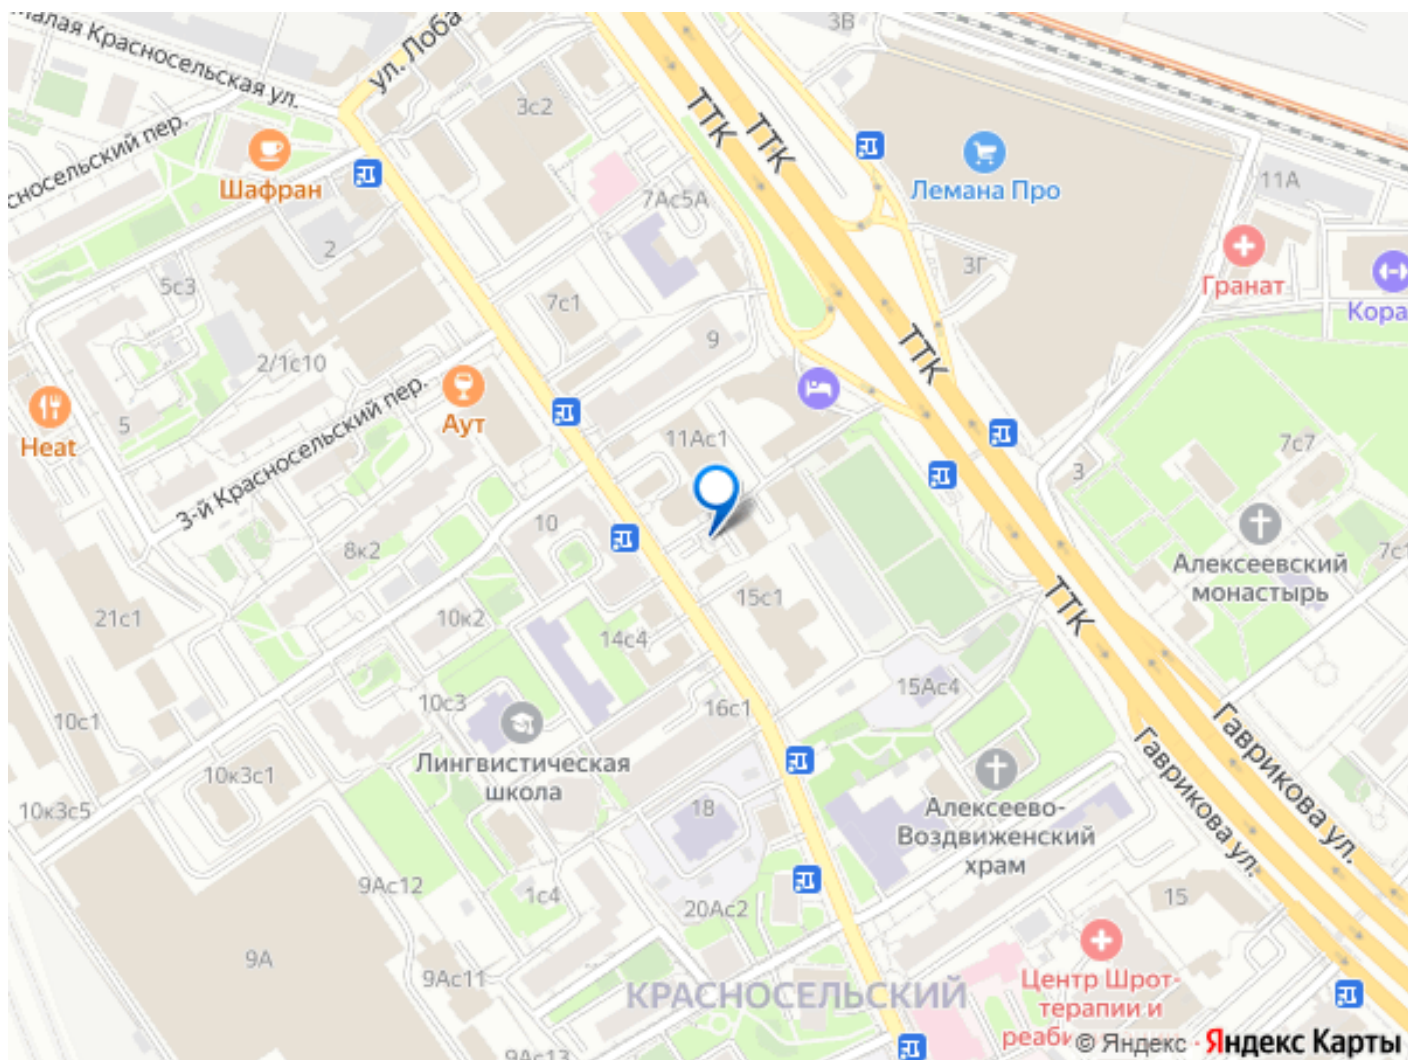 Малая Красносельская ул.
ул. Лоба
3В
3с2
ТТК
ТТК
сносельский пер.
Шафран
Лемана Про
11А
7Ас5А
2
3Г
Гранат
Кора
5с3
7с1
9
ТТК
2/1с10
3-й Красносельский пер.
Heat
5
Аут
11Ас1
7с7
3
10
8к2
Алексеевский
монастырь
7с1
21с1
10к2
14с4
15с1
ТТК
10с3
16с1
15Ас4
10с1
Лингвистическая
школа
Гаврикова ул.
Гаврикова ул.
10к3с1
10к3с5
18
Алексеево-
Воздвиженский
храм
9Ас12
1с4
20Ас2
15
9А
9Ас11
КРАСНОСЕЛЬСКИЙ
Центр Шрот-
терапии и
9Ас13
© Яндекс · Яндекс Карты